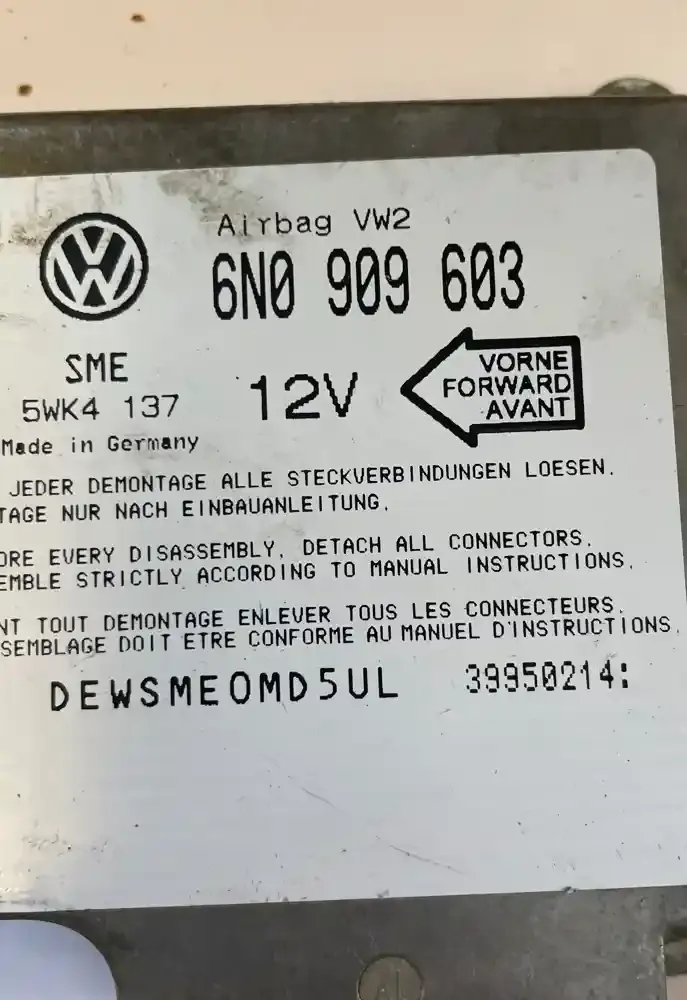 Airbag VW2
6N0 909 603
SME
5WK4 137
12V
VORNE
FORWARD
AVANT
Made in Germany
JEDER DEMONTAGE ALLE STECKVERBINDUNGEN LOESEN.
TAGE NUR NACH EINBAUANLEITUNG.
ORE EVERY DISASSEMBLY, DETACH ALL CONNECTORS.
EMBLE STRICTLY ACCORDING TO MANUAL INSTRUCTIONS.
NT TOUT DEMONTAGE ENLEVER TOUS LES CONNECTEURS.
SEMBLAGE DOIT ETRE CONFORME AU MANUEL D'INSTRUCTIONS.
DEWSMEOMD5UL 39950214: